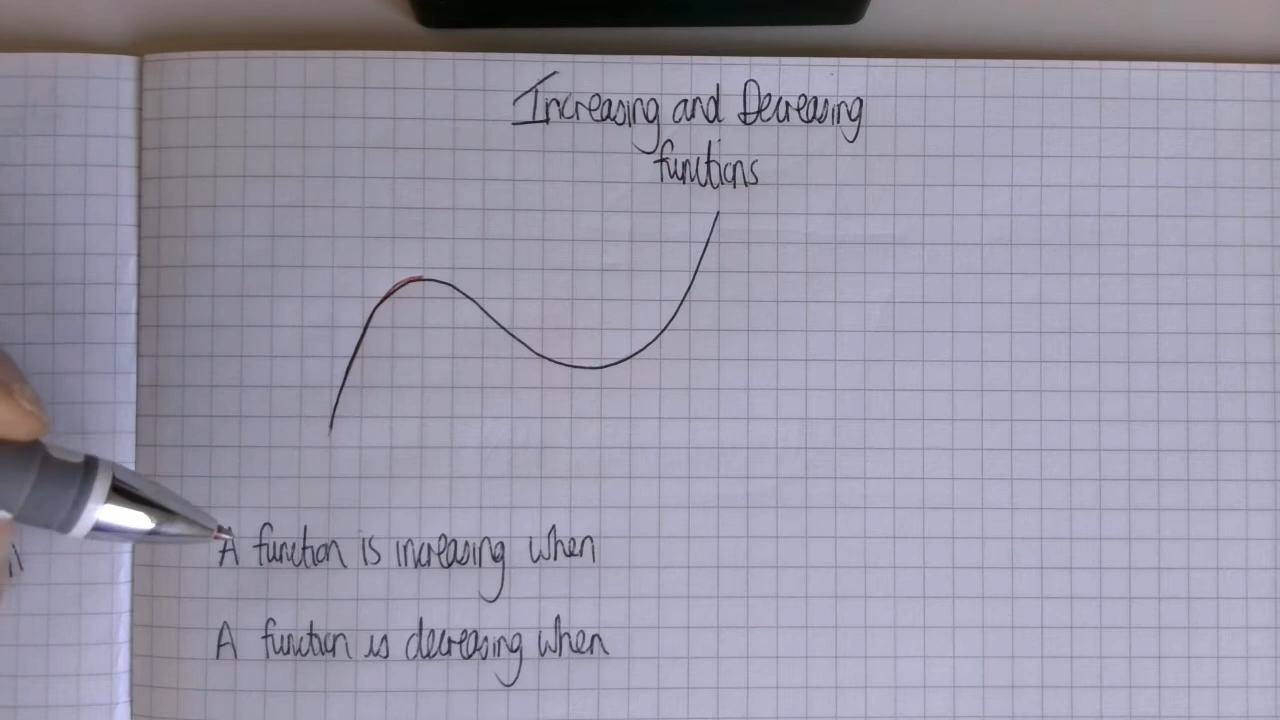 Increasing and Decreasing
functions
A function is increasing when
A function is decreasing when